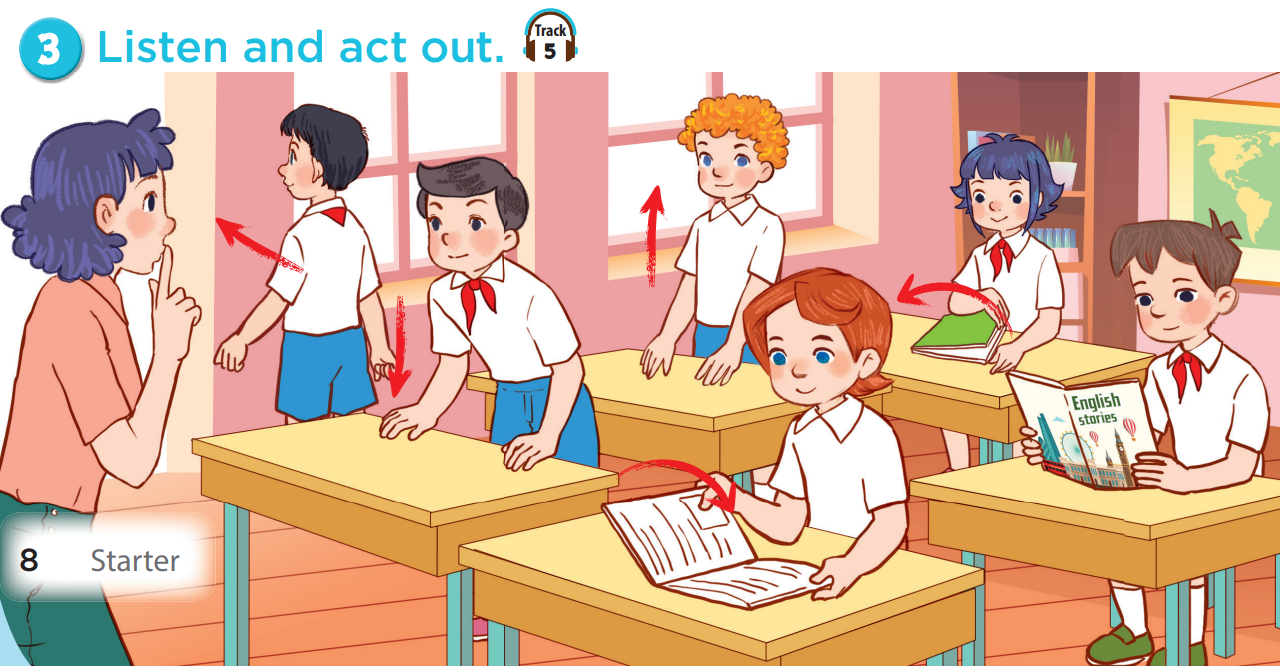 3 Listen and act out. Track 5
English
stories
8 Starter